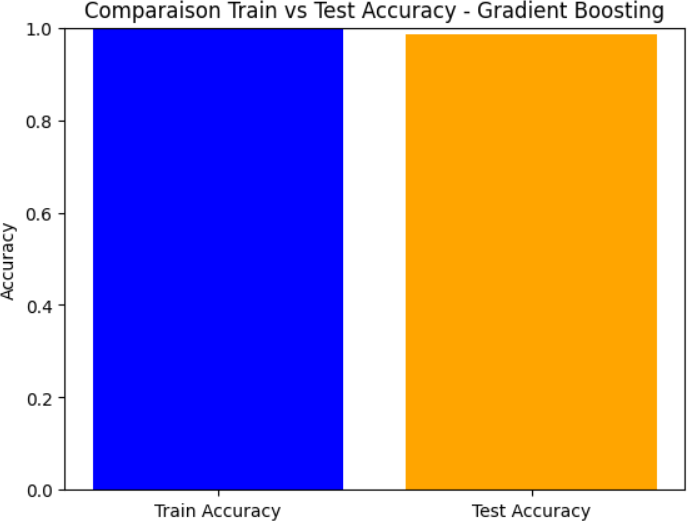 Comparaison Train vs Test Accuracy - Gradient Boosting
1.0
0.8
0.6
0.4
0.2
0.0
Accuracy
Train Accuracy
Test Accuracy